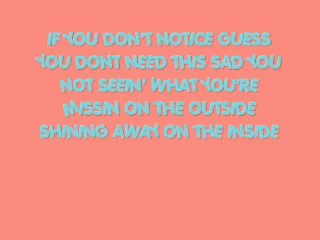 IF YOU DON'T NOTICE GUESS
YOU DONT NEED THIS SAD YOU
NOT SEEIN' WHAT YOU'RE
MISSIN ON THE OUTSIDE
SHINING AWAY ON THE INSIDE